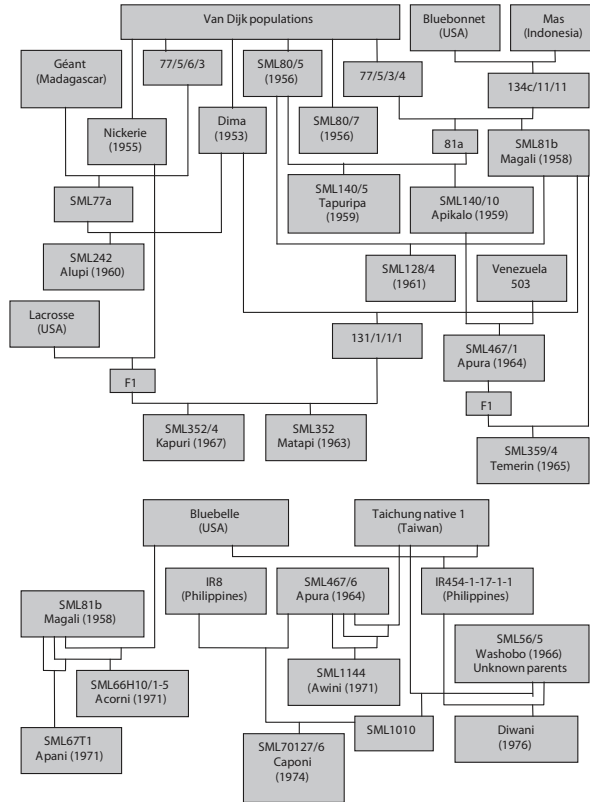 Van Dijk populations
Bluebonnet
(USA)
Mas
(Indonesia)
Géant
(Madagascar)
77/5/6/3
SML80/5
(1956)
77/5/3/4
134c/11/11
Nickerie
(1955)
Dima
(1953)
SML80/7
(1956)
81a
SML81b
Magali (1958)
SML77a
SML140/5
Tapuripa
(1959)
SML140/10
Apikalo (1959)
SML242
Alupi (1960)
SML128/4
(1961)
Venezuela
503
Lacrosse
(USA)
131/1/1/1
SML467/1
Apura (1964)
F1
F1
SML352/4
Kapuri (1967)
SML352
Matapi (1963)
SML359/4
Temerin (1965)
Bluebelle
(USA)
Taichung native 1
(Taiwan)
IR8
(Philippines)
SML467/6
Apura (1964)
IR454-1-17-1-1
(Philippines)
SML81b
Magali (1958)
SML56/5
Washobo (1966)
Unknown parents
SML66H10/1-5
Acorni (1971)
SML1144
(Awini (1971)
SML67T1
Apani (1971)
SML70127/6
Caponi
(1974)
SML1010
Diwani
(1976)